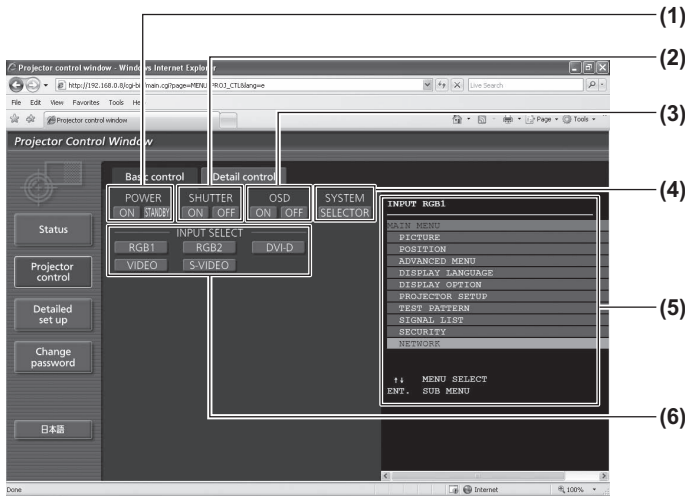 (1)
(2)
(3)
(4)
(5)
(6)
Projector control window - Windows Internet Explorer
http://192.168.0.8/cgi-bi main.cgi?page=MENU PROJ_CTL&lang=e
Live Search
File Edit View Favorites Tools He
Projector control window
Page Tools
Projector Control Window
Basic control Detail control
POWER SHUTTER OSD SYSTEM
ON STANDBY ON OFF ON OFF SELECTOR
INPUT SELECT
RGB1 RGB2 DVI-D
VIDEO S-VIDEO
Status
Projector
control
Detailed
set up
Change
password
日本語
INPUT RGB1
MAIN MENU
PICTURE
POSITION
ADVANCED MENU
DISPLAY LANGUAGE
DISPLAY OPTION
PROJECTOR SETUP
TEST PATTERN
SIGNAL LIST
SECURITY
NETWORK
↑↓ MENU SELECT
ENT. SUB MENU
Done
Internet
100%